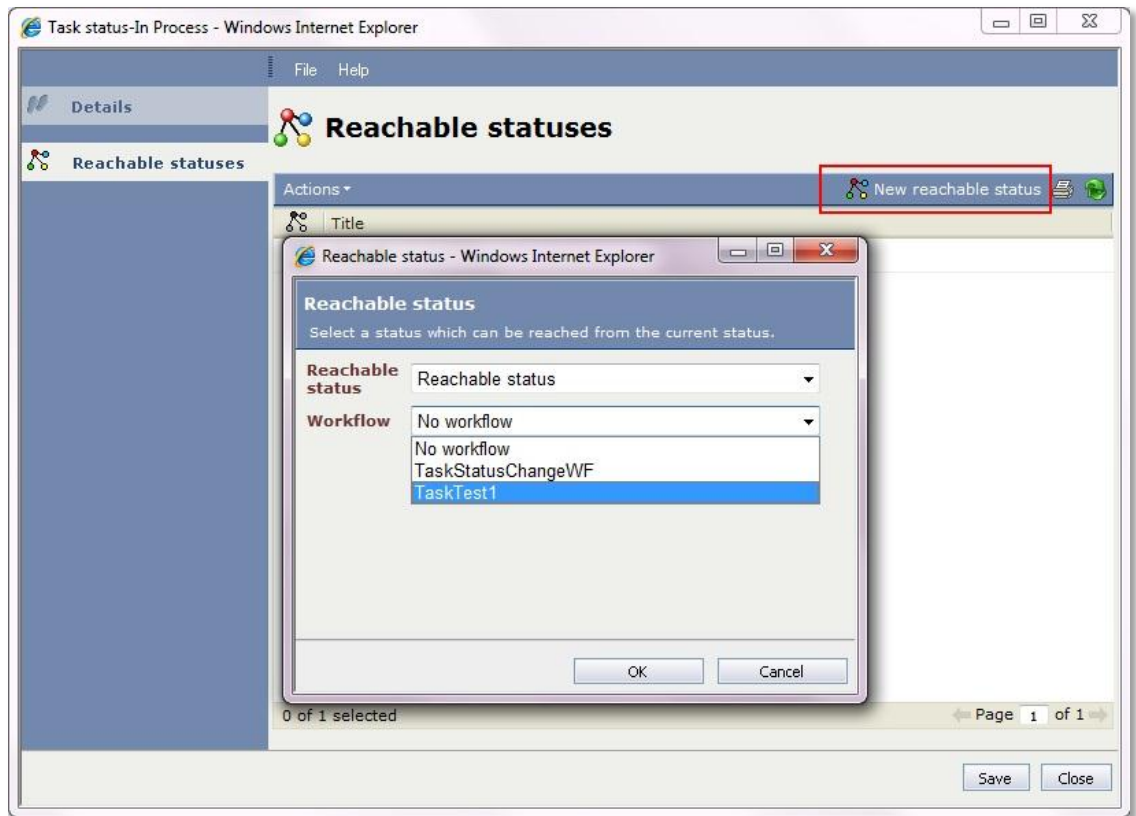 Task status-In Process - Windows Internet Explorer
File Help
Details
Reachable statuses
Reachable statuses
Actions
New reachable status
Title
Reachable status - Windows Internet Explorer
Reachable status
Select a status which can be reached from the current status.
Reachable
status
Reachable status
Workflow
No workflow
No workflow
TaskStatusChangeWF
TaskTest1
OK
Cancel
0 of 1 selected
Page 1 of 1
Save
Close